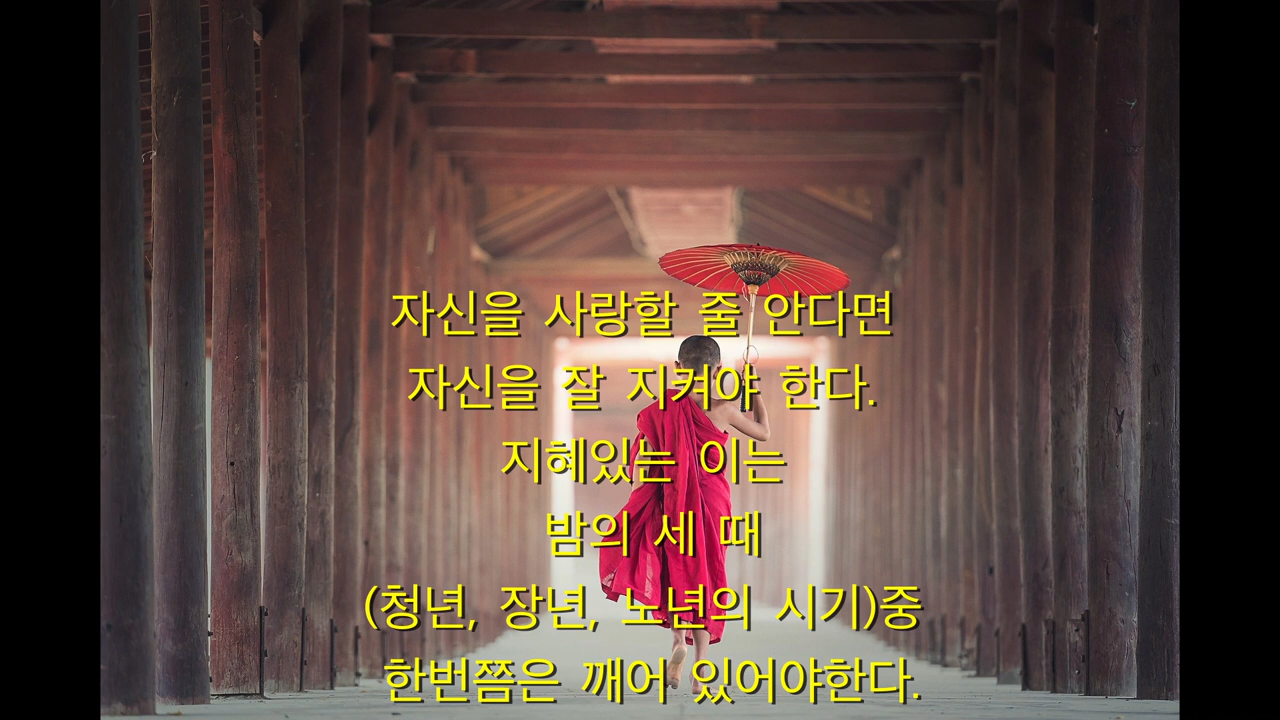 자신을 사랑할 줄 안다면
자신을 잘 지켜야 한다.
지혜있는 이는
밤의 세 때
(청년, 장년, 노년의 시기)중
한번쯤은 깨어 있어야한다.